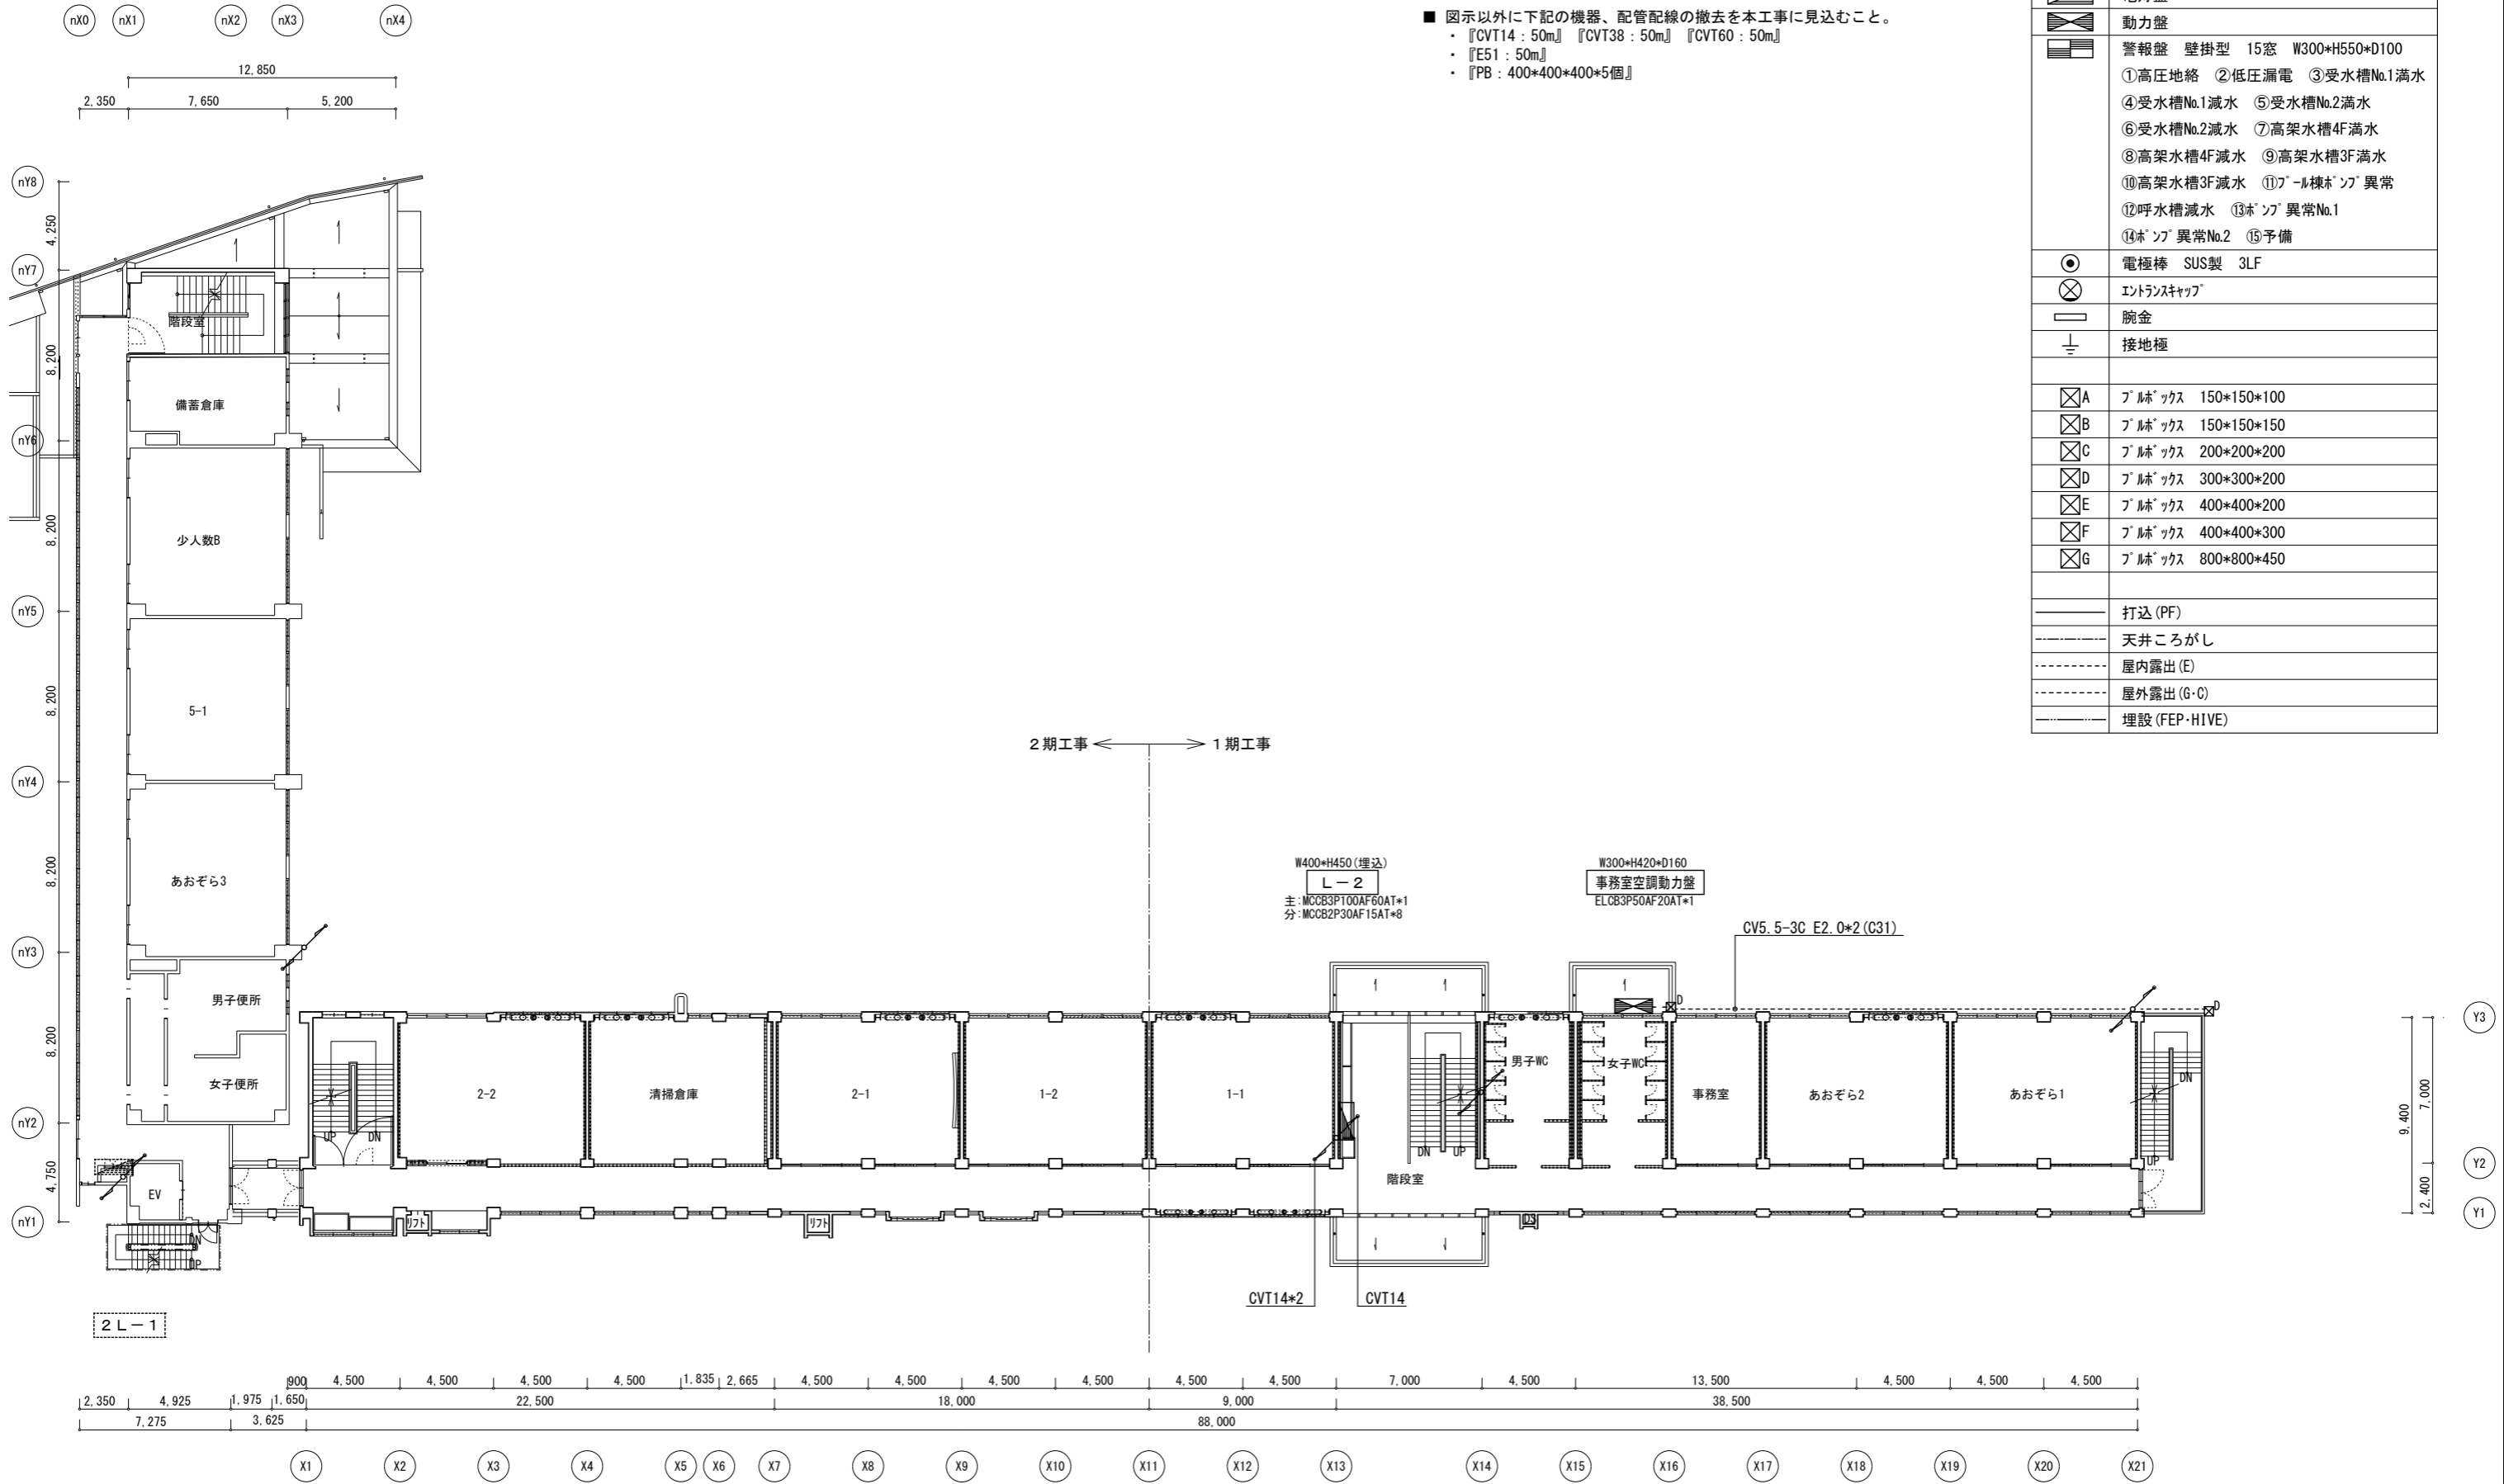 nX0 nX1 nX2 nX3 nX4
12,850
2,350 7,650 5,200
■ 図示以外に下記の機器、配管配線の撤去を本工事に見込むこと。
・『CVT14：50m』『CVT38：50m』『CVT60：50m』
・『E51：50m』
・『PB：400*400*400*5個』
動力盤
警報盤 壁掛型 15窓 W300*H550*D100
①高圧地絡 ②低圧漏電 ③受水槽No.1満水
④受水槽No.1減水 ⑤受水槽No.2満水
⑥受水槽No.2減水 ⑦高架水槽4F満水
⑧高架水槽4F減水 ⑨高架水槽3F満水
⑩高架水槽3F減水 ⑪ﾌﾟｰﾙ棟ﾎﾟﾝﾌﾟ異常
⑫呼水槽減水 ⑬ﾎﾟﾝﾌﾟ異常No.1
⑭ﾎﾟﾝﾌﾟ異常No.2 ⑮予備
電極棒 SUS製 3LF
ｴﾝﾄﾗﾝｽｷｬｯﾌﾟ
腕金
接地極
A ﾌﾟﾙﾎﾞｯｸｽ 150*150*100
B ﾌﾟﾙﾎﾞｯｸｽ 150*150*150
C ﾌﾟﾙﾎﾞｯｸｽ 200*200*200
D ﾌﾟﾙﾎﾞｯｸｽ 300*300*200
E ﾌﾟﾙﾎﾞｯｸｽ 400*400*200
F ﾌﾟﾙﾎﾞｯｸｽ 400*400*300
G ﾌﾟﾙﾎﾞｯｸｽ 800*800*450
打込(PF)
天井ころがし
屋内露出(E)
屋外露出(G・C)
埋設(FEP・HIVE)
nY8
4,250
nY7
階段室
8,200
備蓄倉庫
nY6
8,200
少人数B
nY5
8,200
5-1
２期工事 １期工事
nY4
8,200
あおぞら3
W400*H450(埋込)
Ｌ－２
主:MCCB3P100AF60AT*1
分:MCCB2P30AF15AT*8
W300*H420*D160
事務室空調動力盤
ELCB3P50AF20AT*1
CV5.5-3C E2.0*2(C31)
nY3
男子便所
8,200
女子便所
D D
Y3
2-2 清掃倉庫 2-1 1-2 1-1 男子WC 女子WC 事務室 あおぞら2 あおぞら1
DN
7,000
9,400
nY2
UP DN
DN UP
UP
Y2
4,750
EV
階段室
2,400
nY1
ﾘﾌﾄ ﾘﾌﾄ
Y1
DN
UP
CVT14*2 CVT14
２Ｌ－１
900 4,500 4,500 4,500 4,500 1,835 2,665 4,500 4,500 4,500 4,500 4,500 4,500 7,000 4,500 13,500 4,500 4,500 4,500
2,350 4,925 1,975 1,650 22,500 18,000 9,000 38,500
7,275 3,625 88,000
X1 X2 X3 X4 X5 X6 X7 X8 X9 X10 X11 X12 X13 X14 X15 X16 X17 X18 X19 X20 X21